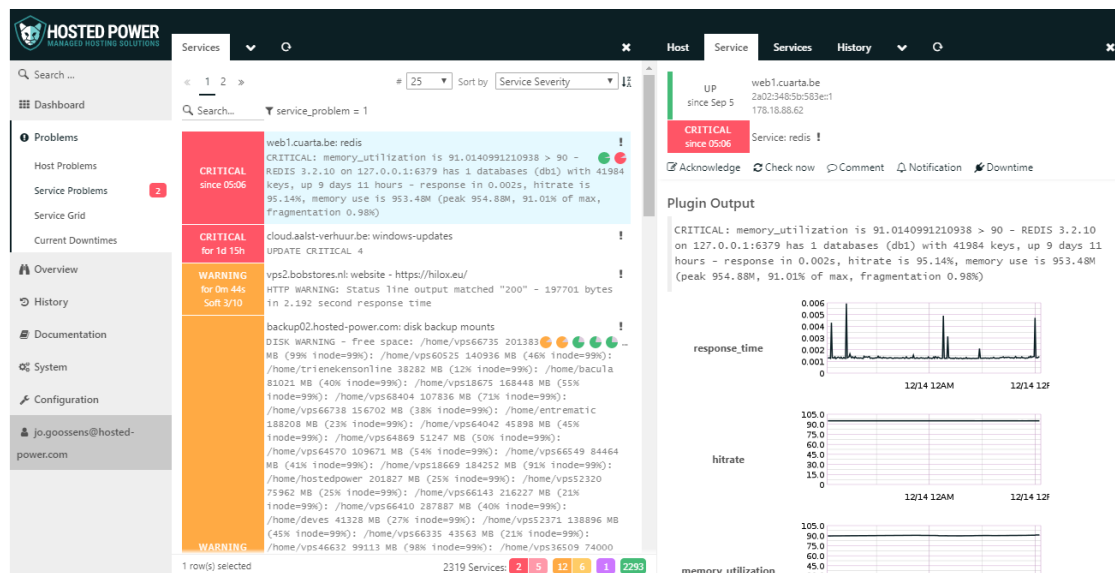 HOSTED POWER
MANAGED HOSTING SOLUTIONS
Search ...
Dashboard
Problems
Host Problems
Service Problems 2
Service Grid
Current Downtimes
Overview
History
Documentation
System
Configuration
jo.goossens@hosted-
power.com
Services
« 1 2 »
# 25 Sort by Service Severity
Search... service_problem = 1
CRITICAL
since 05:06
web1.cuarta.be: redis !
CRITICAL: memory_utilization is 91.0140991210938 > 90 -
REDIS 3.2.10 on 127.0.0.1:6379 has 1 databases (db1) with 41984
keys, up 9 days 11 hours - response in 0.002s, hitrate is
95.14%, memory use is 953.48M (peak 954.88M, 91.01% of max,
fragmentation 0.98%)
CRITICAL
for 1d 15h
cloud.aalst-verhuur.be: windows-updates !
UPDATE CRITICAL 4
WARNING
for 0m 44s
Soft 3/10
vps2.bobstores.nl: website - https://hilox.eu/ !
HTTP WARNING: Status line output matched "200" - 197701 bytes
in 2.192 second response time
WARNING
backup02.hosted-power.com: disk backup mounts !
DISK WARNING - free space: /home/vps66735 201383 ...
MB (99% inode=99%): /home/vps60525 140936 MB (46% inode=99%):
/home/trienekensonline 38282 MB (12% inode=99%): /home/bacula
81021 MB (40% inode=99%): /home/vps18675 168448 MB (55%
inode=99%): /home/vps68404 107836 MB (71% inode=99%):
/home/vps66738 156702 MB (38% inode=99%): /home/entrematic
188208 MB (23% inode=99%): /home/vps64042 45898 MB (45%
inode=99%): /home/vps64869 51247 MB (50% inode=99%):
/home/vps64570 109671 MB (54% inode=99%): /home/vps66549 84464
MB (41% inode=99%): /home/vps18669 184252 MB (91% inode=99%):
/home/hostedpower 201827 MB (25% inode=99%): /home/vps52320
75962 MB (25% inode=99%): /home/vps66143 216227 MB (21%
inode=99%): /home/vps66410 287887 MB (40% inode=99%):
/home/deves 41328 MB (27% inode=99%): /home/vps52371 138896 MB
(45% inode=99%): /home/vps66335 43563 MB (21% inode=99%):
/home/vps46632 99113 MB (98% inode=99%): /home/vps36509 74000
1 row(s) selected 2319 Services: 2 5 12 6 1 2293
Host Service Services History
UP
since Sep 5
web1.cuarta.be
2a02:348:5b:583e::1
178.18.88.62
CRITICAL
since 05:06
Service: redis !
Acknowledge Check now Comment Notification Downtime
Plugin Output
CRITICAL: memory_utilization is 91.0140991210938 > 90 - REDIS 3.2.10
on 127.0.0.1:6379 has 1 databases (db1) with 41984 keys, up 9 days 11
hours - response in 0.002s, hitrate is 95.14%, memory use is 953.48M
(peak 954.88M, 91.01% of max, fragmentation 0.98%)
response_time
0.006
0.005
0.004
0.003
0.002
0.001
0
12/14 12AM 12/14 12P
hitrate
105.0
90.0
75.0
60.0
45.0
30.0
15.0
0
12/14 12AM 12/14 12P
memory_utilization
105.0
90.0
75.0
60.0
45.0